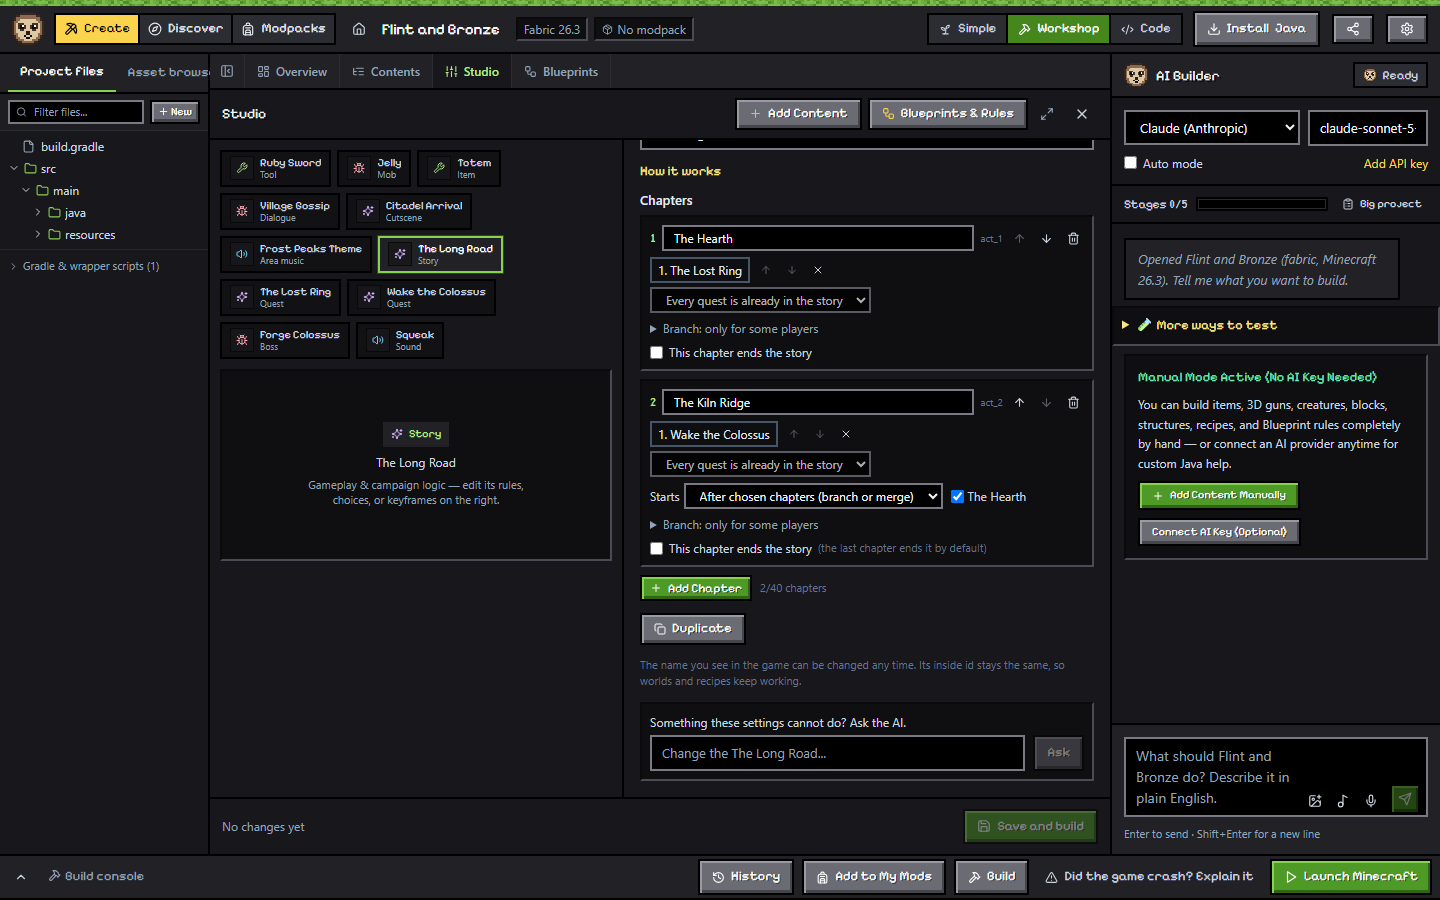 Create
Discover
Modpacks
Flint and Bronze
Fabric 26.3
No modpack
Simple
Workshop
Code
Install Java
Project Files
Asset brows
Overview
Contents
Studio
Blueprints
AI Builder
Ready
Filter files...
+ New
build.gradle
src
main
java
resources
Gradle & wrapper scripts (1)
Studio
+ Add Content
Blueprints & Rules
Ruby Sword
Tool
Jelly
Mob
Totem
Item
Village Gossip
Dialogue
Citadel Arrival
Cutscene
Frost Peaks Theme
Area music
The Long Road
Story
The Lost Ring
Quest
Wake the Colossus
Quest
Forge Colossus
Boss
Squeak
Sound
Story
The Long Road
Gameplay & campaign logic — edit its rules,
choices, or keyframes on the right.
How it works
Chapters
1 The Hearth act_1
1. The Lost Ring
Every quest is already in the story
Branch: only for some players
This chapter ends the story
2 The Kiln Ridge act_2
1. Wake the Colossus
Every quest is already in the story
Starts After chosen chapters (branch or merge) The Hearth
Branch: only for some players
This chapter ends the story (the last chapter ends it by default)
+ Add Chapter 2/40 chapters
Duplicate
The name you see in the game can be changed any time. Its inside id stays the same, so
worlds and recipes keep working.
Something these settings cannot do? Ask the AI.
Change the The Long Road...
Ask
No changes yet
Save and build
Claude (Anthropic)
claude-sonnet-5-
Auto mode
Add API key
Stages 0/5
Big project
Opened Flint and Bronze (fabric, Minecraft
26.3). Tell me what you want to build.
More ways to test
Manual Mode Active (No AI Key Needed)
You can build items, 3D guns, creatures, blocks,
structures, recipes, and Blueprint rules completely
by hand — or connect an AI provider anytime for
custom Java help.
+ Add Content Manually
Connect AI Key (Optional)
What should Flint and
Bronze do? Describe it in
plain English.
Enter to send · Shift+Enter for a new line
Build console
History
Add to My Mods
Build
Did the game crash? Explain it
Launch Minecraft